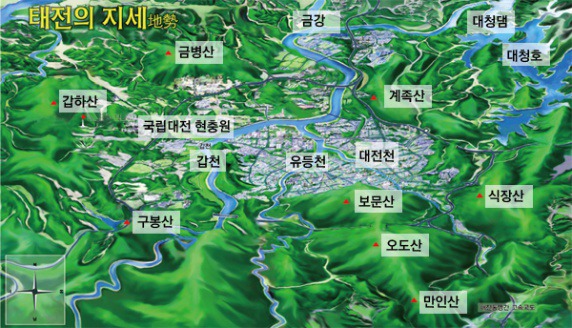 태전의 지세地勢
금강
대청댐
금병산
대청호
갑하산
계족산
국립대전 현충원
갑천
유등천
대전천
식장산
보문산
구봉산
오도산
만인산